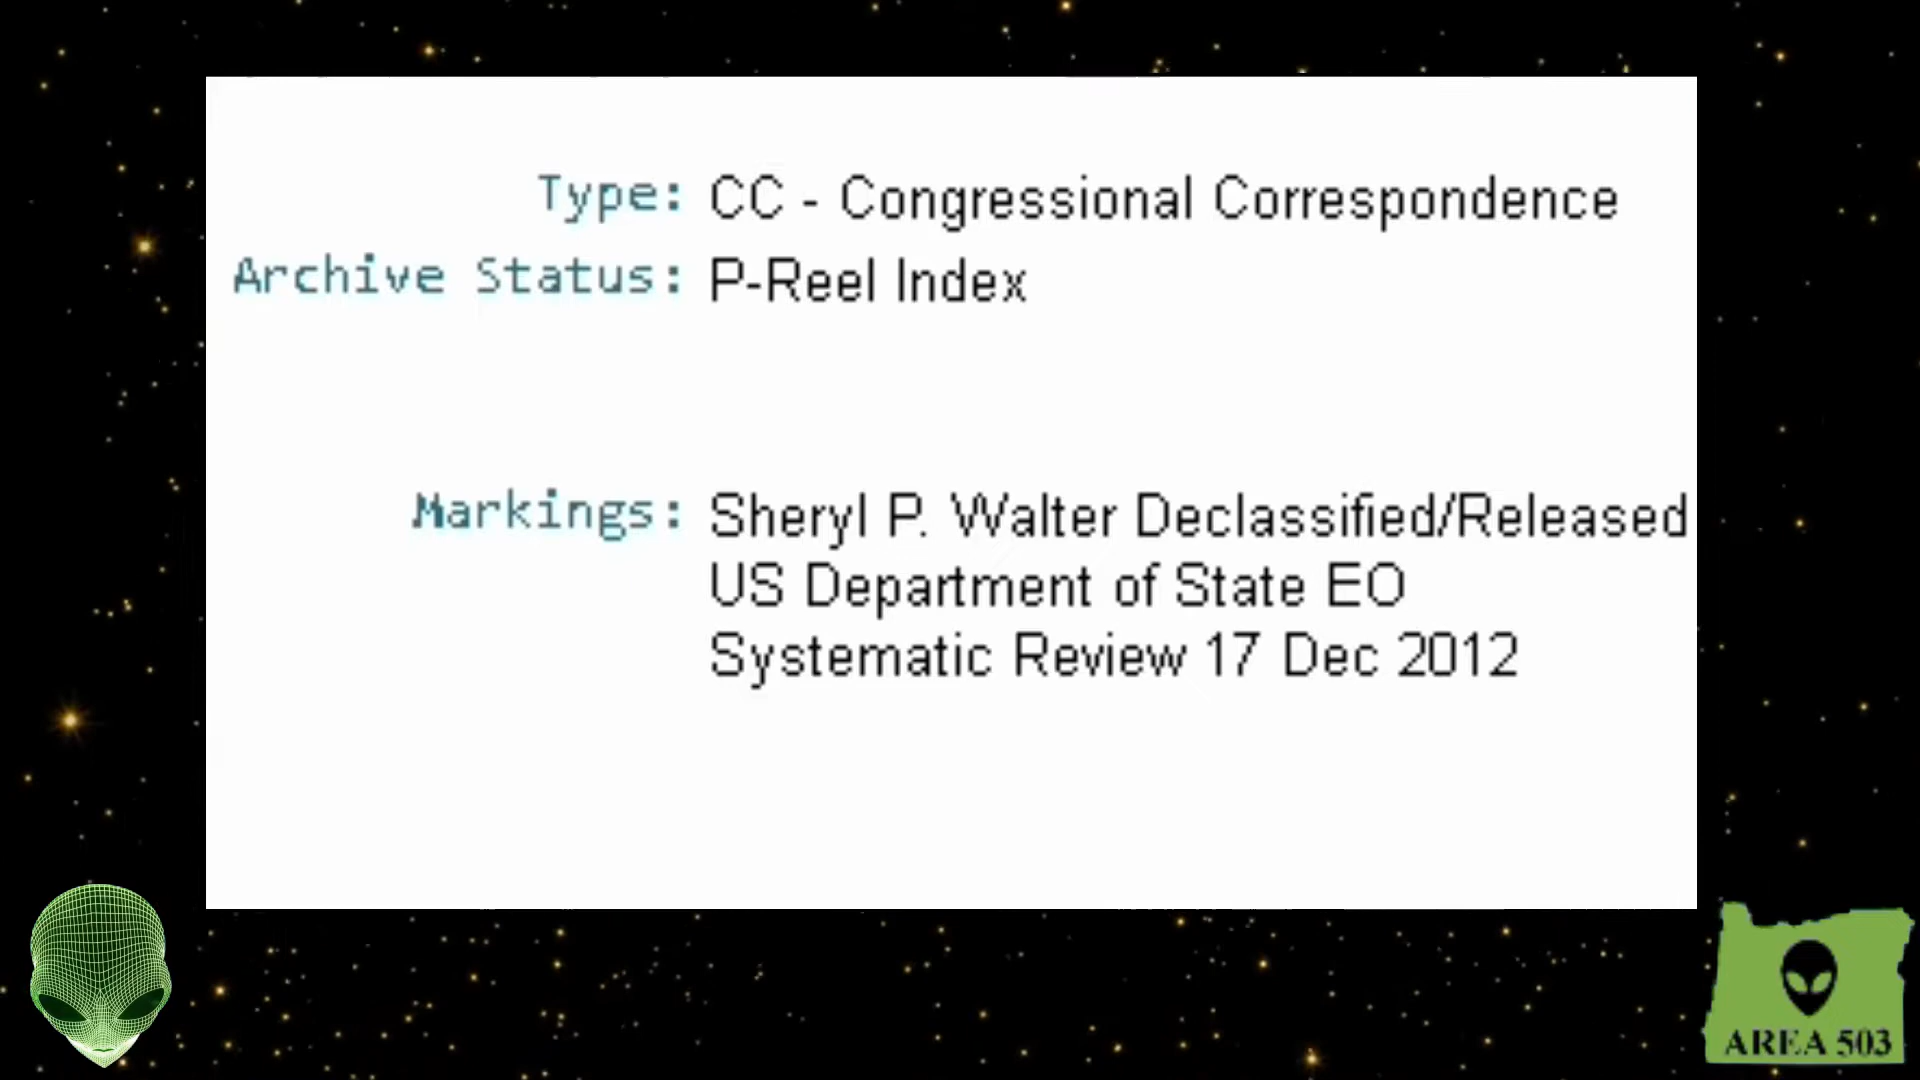 Type: CC - Congressional Correspondence
Archive Status: P-Reel Index
Markings: Sheryl P. Walter Declassified/Released
US Department of State EO
Systematic Review 17 Dec 2012
AREA 503